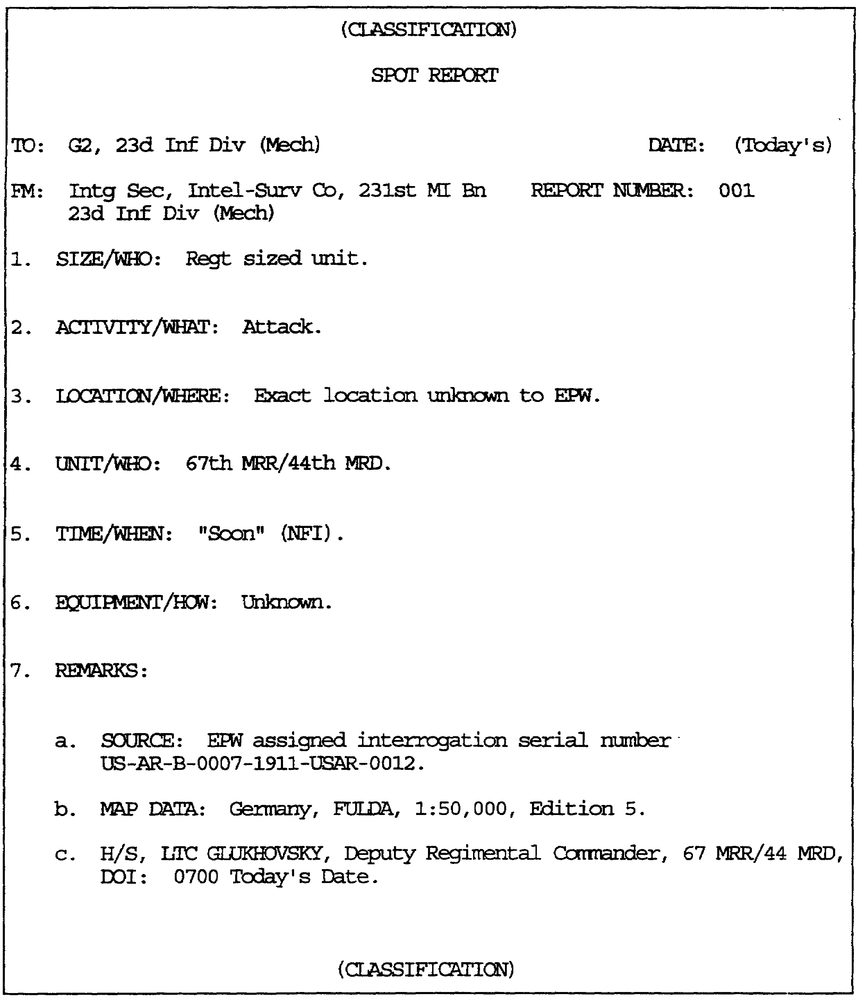 (CLASSIFICATION)
SPOT REPORT
TO: G2, 23d Inf Div (Mech) DATE: (Today's)
FM: Intg Sec, Intel-Surv Co, 231st MI Bn REPORT NUMBER: 001
23d Inf Div (Mech)
1. SIZE/WHO: Regt sized unit.
2. ACTIVITY/WHAT: Attack.
3. LOCATION/WHERE: Exact location unknown to EPW.
4. UNIT/WHO: 67th MRR/44th MRD.
5. TIME/WHEN: "Soon" (NFI).
6. EQUIPMENT/HOW: Unknown.
7. REMARKS:
a. SOURCE: EPW assigned interrogation serial number
US-AR-B-0007-1911-USAR-0012.
b. MAP DATA: Germany, FULDA, 1:50,000, Edition 5.
c. H/S, LTC GLUKHOVSKY, Deputy Regimental Commander, 67 MRR/44 MRD,
DOI: 0700 Today's Date.
(CLASSIFICATION)